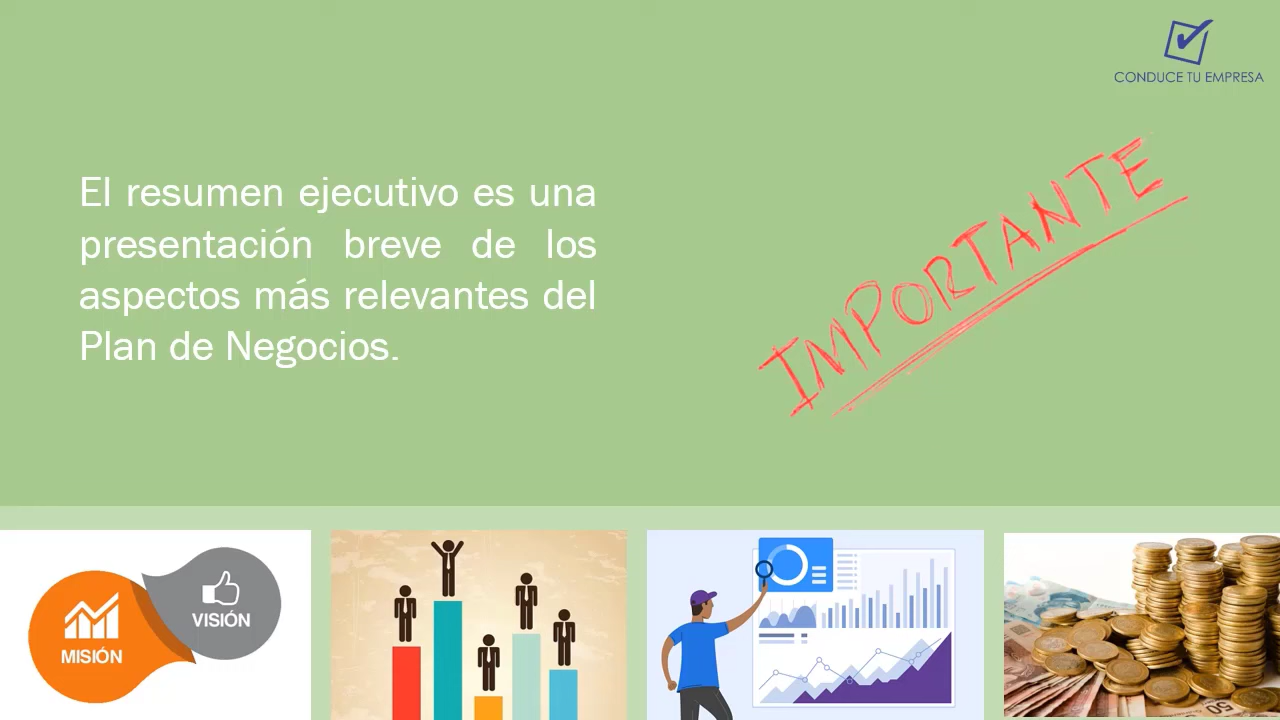 CONDUCE TU EMPRESA
El resumen ejecutivo es una
presentación breve de los
aspectos más relevantes del
Plan de Negocios.
IMPORTANTE
VISIÓN
MISIÓN
50